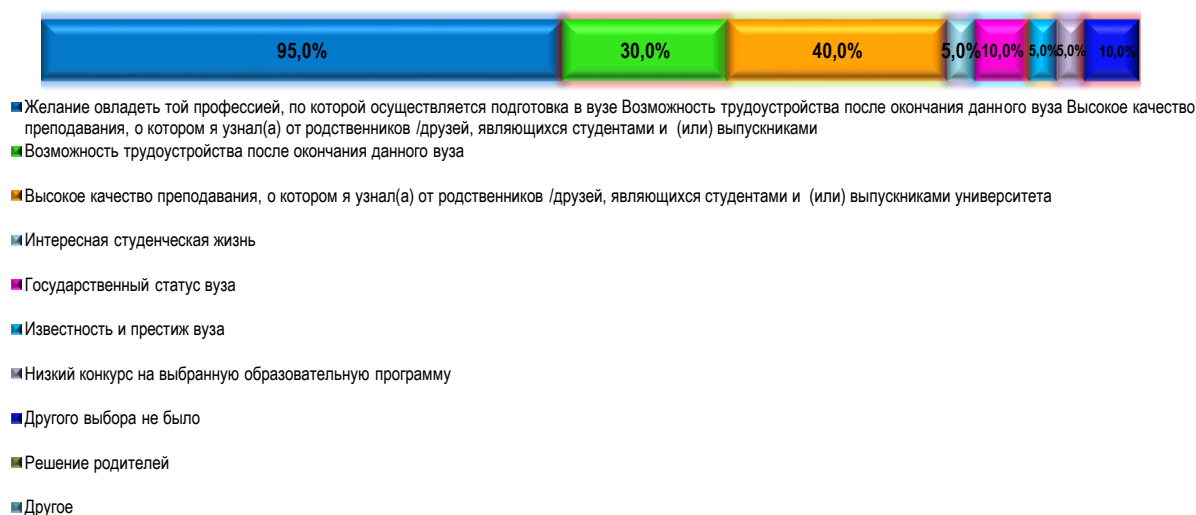 95,0% 30,0% 40,0% 5,0% 10,0% 5,0% 5,0% 10,0%
Желание овладеть той профессией, по которой осуществляется подготовка в вузе Возможность трудоустройства после окончания данного вуза Высокое качество
преподавания, о котором я узнал(а) от родственников /друзей, являющихся студентами и (или) выпускниками
Возможность трудоустройства после окончания данного вуза
Высокое качество преподавания, о котором я узнал(а) от родственников /друзей, являющихся студентами и (или) выпускниками университета
Интересная студенческая жизнь
Государственный статус вуза
Известность и престиж вуза
Низкий конкурс на выбранную образовательную программу
Другого выбора не было
Решение родителей
Другое